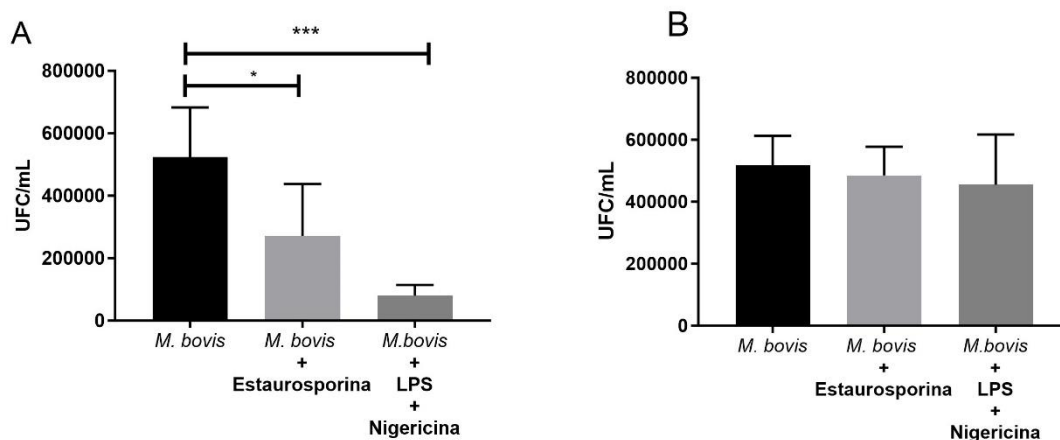 A
***
*
800000
600000
400000
200000
0
UFC/mL
M. bovis
M. bovis
+
Estaurosporina
M.bovis
+
LPS
+
Nigericina
B
800000
600000
400000
200000
0
UFC/mL
M. bovis
M. bovis
+
Estaurosporina
M.bovis
+
LPS
+
Nigericina